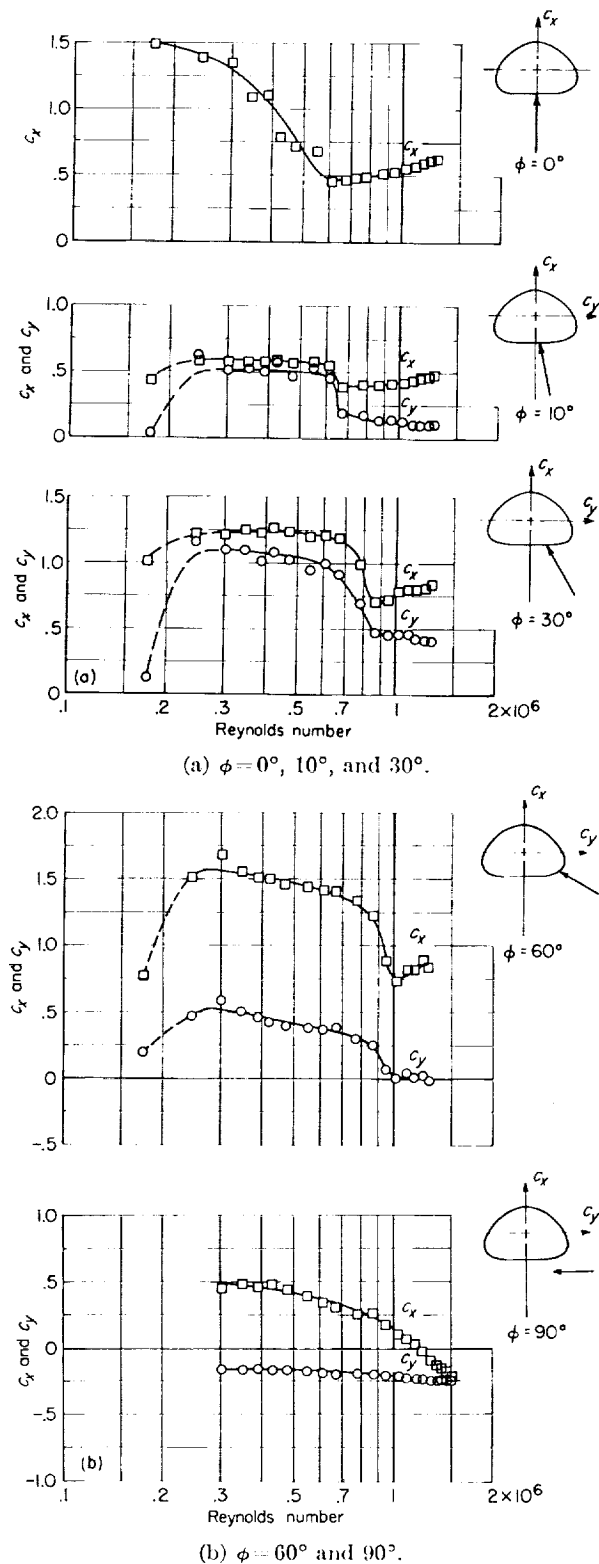 1.5
1.0
.5
0
c_x
c_x
c_x
ϕ = 0°
1.0
.5
0
c_x and c_y
c_x
c_y
c_x
c_y
ϕ = 10°
1.5
1.0
.5
0
c_x and c_y
c_x
c_y
(a)
c_x
c_y
ϕ = 30°
.1 .2 .3 .5 .7 1 2×10⁶
Reynolds number
(a) ϕ=0°, 10°, and 30°.
2.0
1.5
1.0
.5
0
-.5
c_x and c_y
c_x
c_y
c_x
c_y
ϕ = 60°
1.0
.5
0
-.5
-1.0
c_x and c_y
c_x
c_y
(b)
c_x
c_y
ϕ = 90°
.1 .2 .3 .5 .7 1 2×10⁶
Reynolds number
(b) ϕ=60° and 90°.